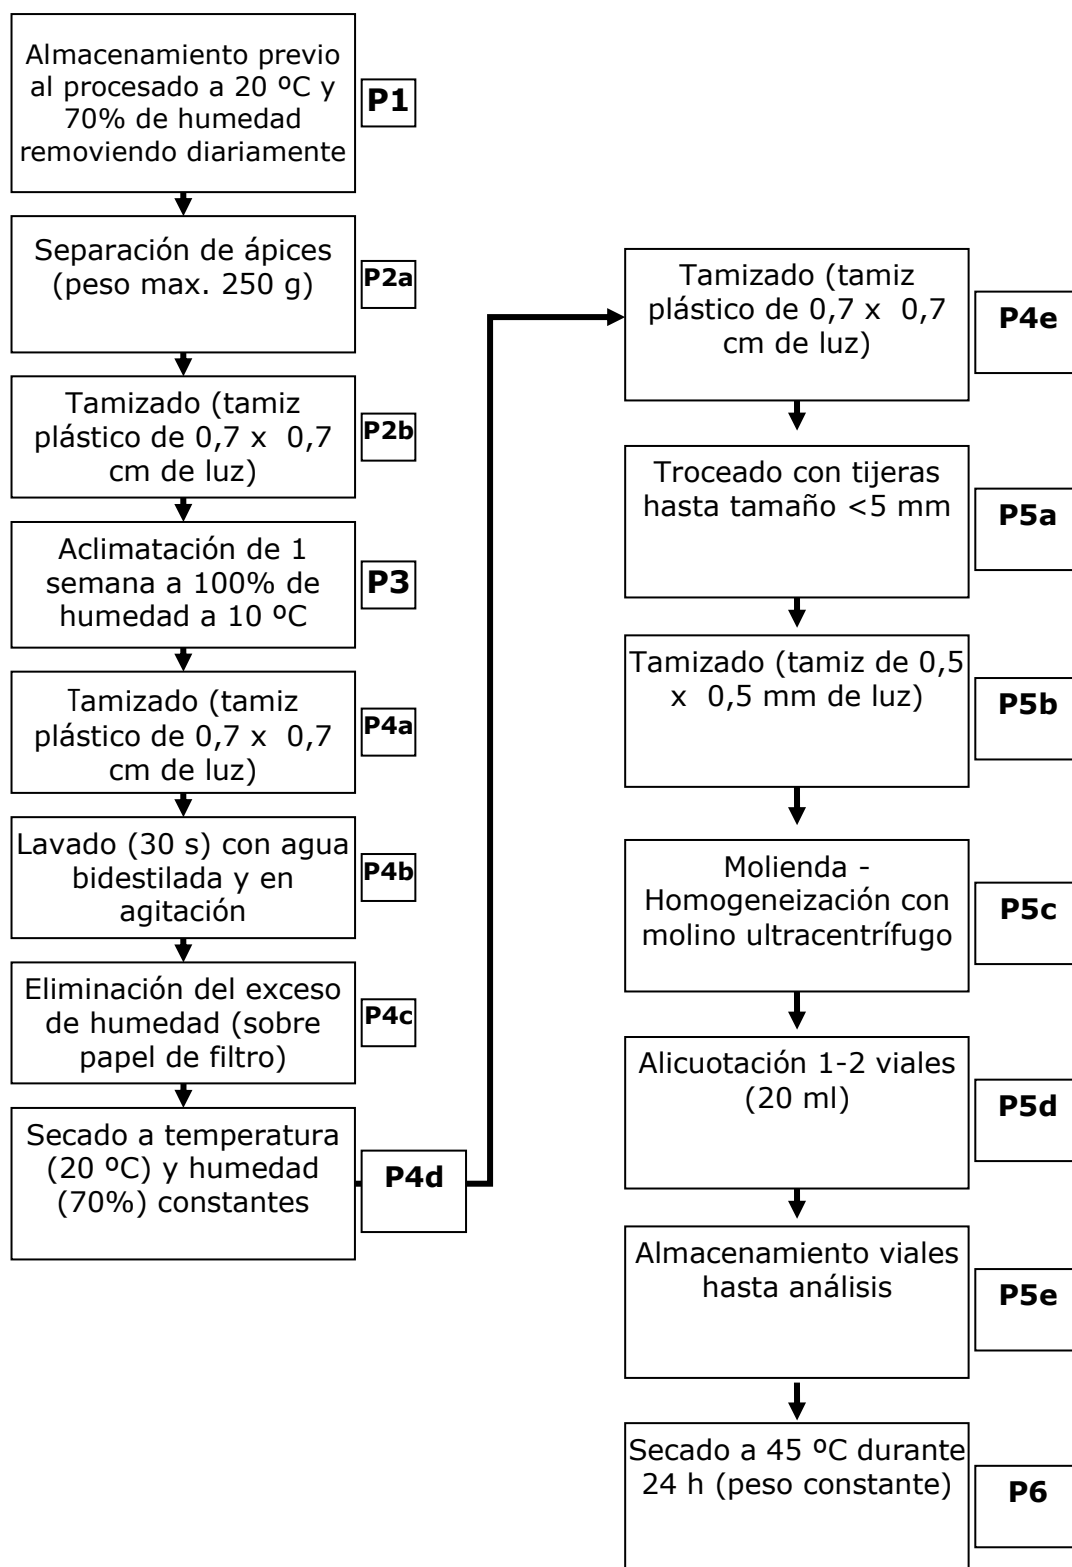 Almacenamiento previo
al procesado a 20 ºC y
70% de humedad
removiendo diariamente
P1
Separación de ápices
(peso max. 250 g)
P2a
Tamizado (tamiz
plástico de 0,7 x  0,7
cm de luz)
P2b
Aclimatación de 1
semana a 100% de
humedad a 10 ºC
P3
Tamizado (tamiz
plástico de 0,7 x  0,7
cm de luz)
P4a
Lavado (30 s) con agua
bidestilada y en
agitación
P4b
Eliminación del exceso
de humedad (sobre
papel de filtro)
P4c
Secado a temperatura
(20 ºC) y humedad
(70%) constantes
P4d
Tamizado (tamiz
plástico de 0,7 x  0,7
cm de luz)
P4e
Troceado con tijeras
hasta tamaño <5 mm
P5a
Tamizado (tamiz de 0,5
x  0,5 mm de luz)
P5b
Molienda -
Homogeneización con
molino ultracentrífugo
P5c
Alicuotación 1-2 viales
(20 ml)
P5d
Almacenamiento viales
hasta análisis
P5e
Secado a 45 ºC durante
24 h (peso constante)
P6